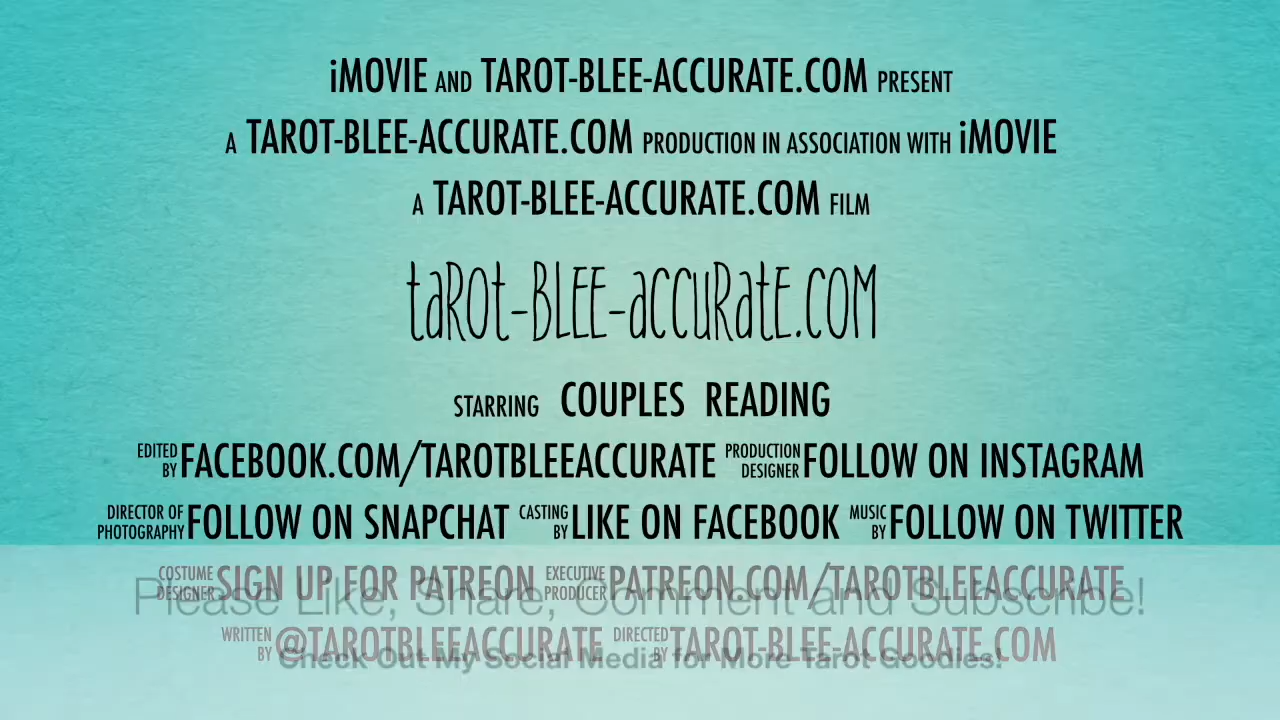 iMOVIE AND TAROT-BLEE-ACCURATE.COM PRESENT
A TAROT-BLEE-ACCURATE.COM PRODUCTION IN ASSOCIATION WITH iMOVIE
A TAROT-BLEE-ACCURATE.COM FILM
taRot-BLEE-accuRatE.coM
STARRING COUPLES READING
EDITED BY FACEBOOK.COM/TAROTBLEEACCURATE PRODUCTION DESIGNER FOLLOW ON INSTAGRAM
DIRECTOR OF PHOTOGRAPHY FOLLOW ON SNAPCHAT CASTING BY LIKE ON FACEBOOK MUSIC BY FOLLOW ON TWITTER
COSTUME DESIGNER SIGN UP FOR PATREON EXECUTIVE PRODUCER PATREON.COM/TAROTBLEEACCURATE
Please Like, Share, Comment and Subscribe!
WRITTEN BY @TAROTBLEEACCURATE DIRECTED BY TAROT-BLEE-ACCURATE.COM
Check Out My Social Media for More Tarot Goodies!